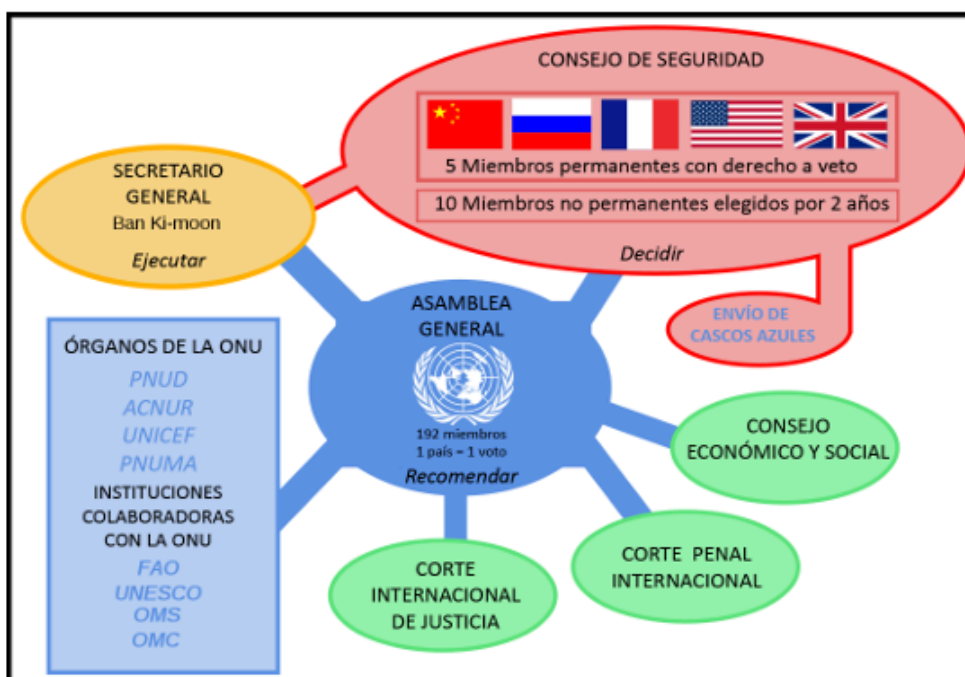 CONSEJO DE SEGURIDAD
5 Miembros permanentes con derecho a veto
10 Miembros no permanentes elegidos por 2 años
Decidir
SECRETARIO
GENERAL
Ban Ki-moon
Ejecutar
ENVÍO DE
CASCOS AZULES
ASAMBLEA
GENERAL
192 miembros
1 país = 1 voto
Recomendar
ÓRGANOS DE LA ONU
PNUD
ACNUR
UNICEF
PNUMA
INSTITUCIONES
COLABORADORAS
CON LA ONU
FAO
UNESCO
OMS
OMC
CONSEJO
ECONÓMICO Y SOCIAL
CORTE PENAL
INTERNACIONAL
CORTE
INTERNACIONAL
DE JUSTICIA